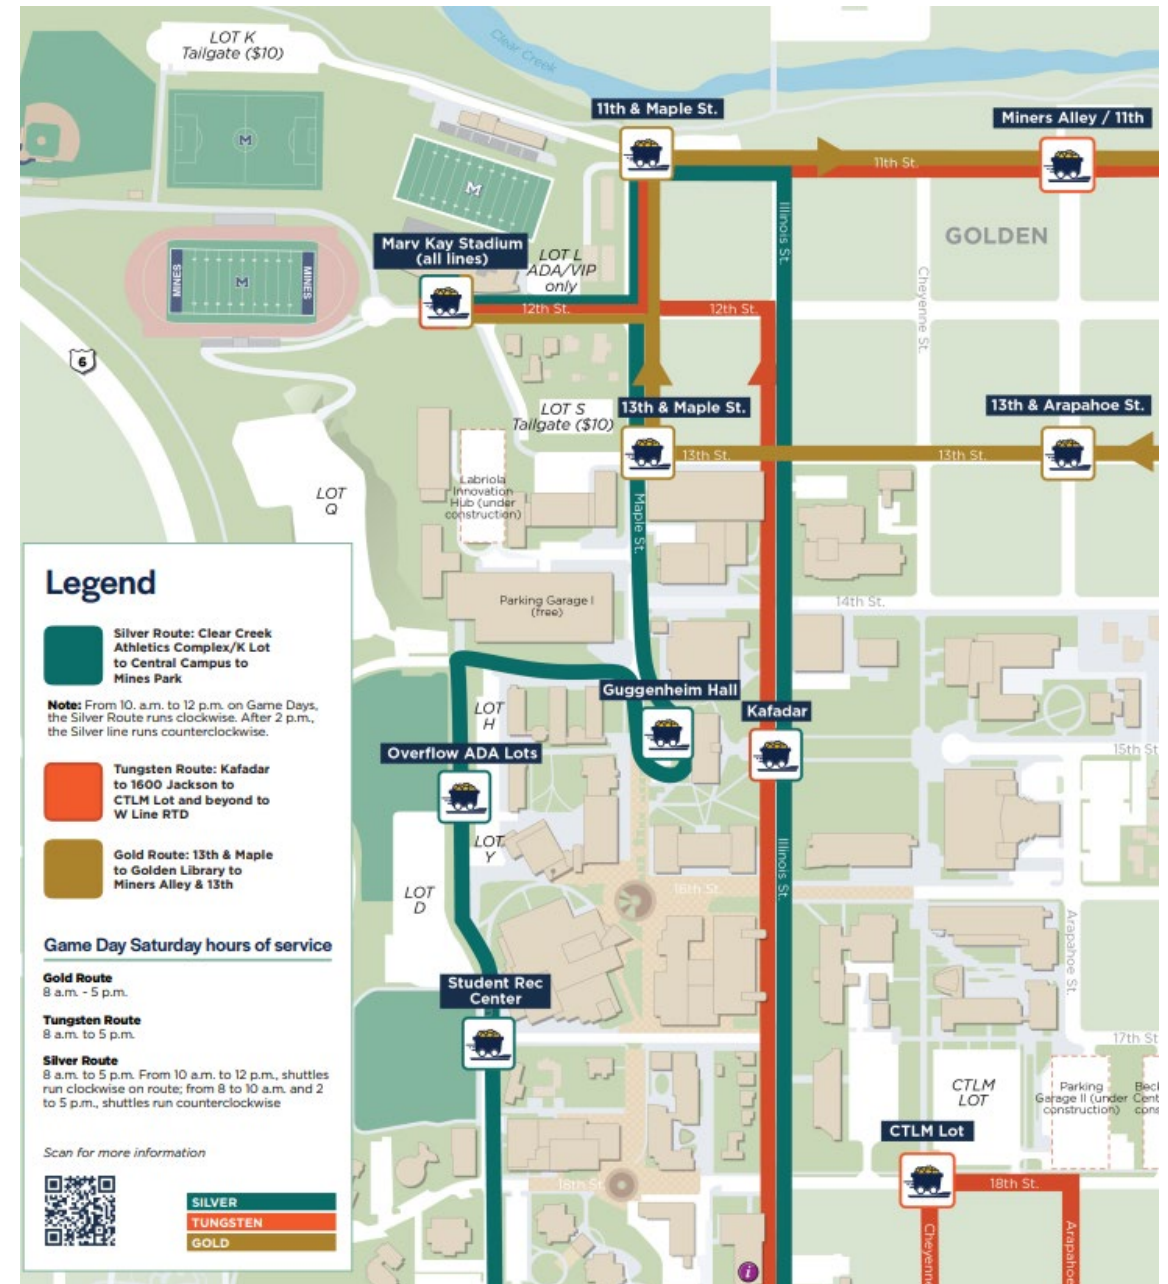 LOT K
Tailgate ($10)
Clear Creek
11th & Maple St.
Miners Alley / 11th
M
11th St.
M
Illinois St.
GOLDEN
Marv Kay Stadium
(all lines)
LOT L
ADA/VIP
only
MINES
M
MINES
12th St.
12th St.
Cheyenne St.
6
LOT S
Tailgate ($10)
13th & Maple St.
13th & Arapahoe St.
13th St.
13th St.
LOT
Q
Labriola
Innovation
Hub (under
construction)
Maple St.
Parking Garage I
(free)
14th St.
Guggenheim Hall
Kafadar
LOT
H
15th St
Overflow ADA Lots
LOT
Y
LOT
D
Illinois St.
16th St.
Arapahoe St.
Student Rec
Center
17th St
CTLM
LOT
Parking
Garage II (under
construction)
Bec
Cent
cons
CTLM Lot
18th St.
18th St.
Cheyenn
Arapahoe
i
Legend
Silver Route: Clear Creek
Athletics Complex/K Lot
to Central Campus to
Mines Park
Note: From 10. a.m. to 12 p.m. on Game Days,
the Silver Route runs clockwise. After 2 p.m.,
the Silver line runs counterclockwise.
Tungsten Route: Kafadar
to 1600 Jackson to
CTLM Lot and beyond to
W Line RTD
Gold Route: 13th & Maple
to Golden Library to
Miners Alley & 13th
Game Day Saturday hours of service
Gold Route
8 a.m. - 5 p.m.
Tungsten Route
8 a.m. to 5 p.m.
Silver Route
8 a.m. to 5 p.m. From 10 a.m. to 12 p.m., shuttles
run clockwise on route; from 8 to 10 a.m. and 2
to 5 p.m., shuttles run counterclockwise
Scan for more information
SILVER
TUNGSTEN
GOLD